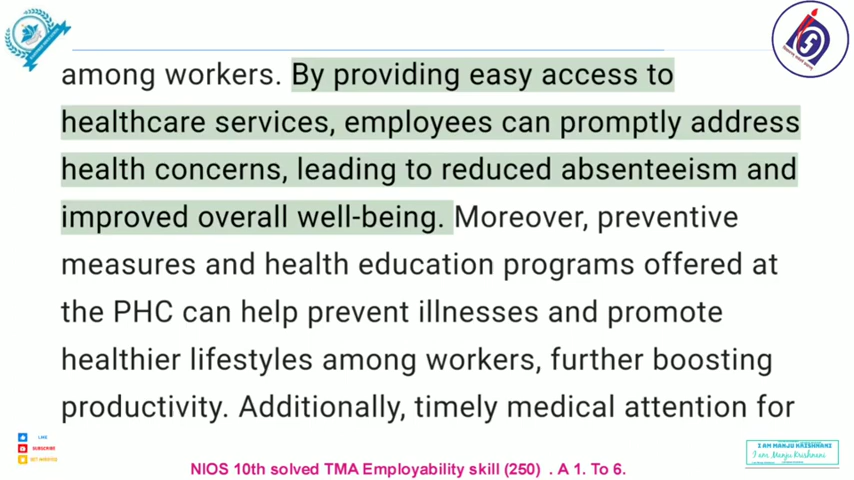 among workers. By providing easy access to
healthcare services, employees can promptly address
health concerns, leading to reduced absenteeism and
improved overall well-being. Moreover, preventive
measures and health education programs offered at
the PHC can help prevent illnesses and promote
healthier lifestyles among workers, further boosting
productivity. Additionally, timely medical attention for
LIKE
SUBSCRIBE
GET NOTIFIED
I AM MANJU KRISHNANI
I am Manju Krishnani
NIOS 10th solved TMA Employability skill (250) . A 1. To 6.